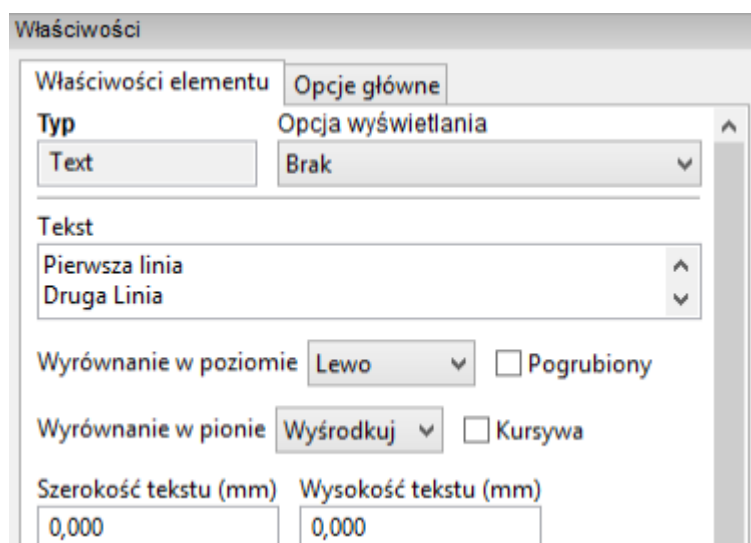 Właściwości
Właściwości elementu Opcje główne
Typ Opcja wyświetlania
Text Brak
Tekst
Pierwsza linia
Druga Linia
Wyrównanie w poziomie Lewo Pogrubiony
Wyrównanie w pionie Wyśrodkuj Kursywa
Szerokość tekstu (mm) Wysokość tekstu (mm)
0,000 0,000